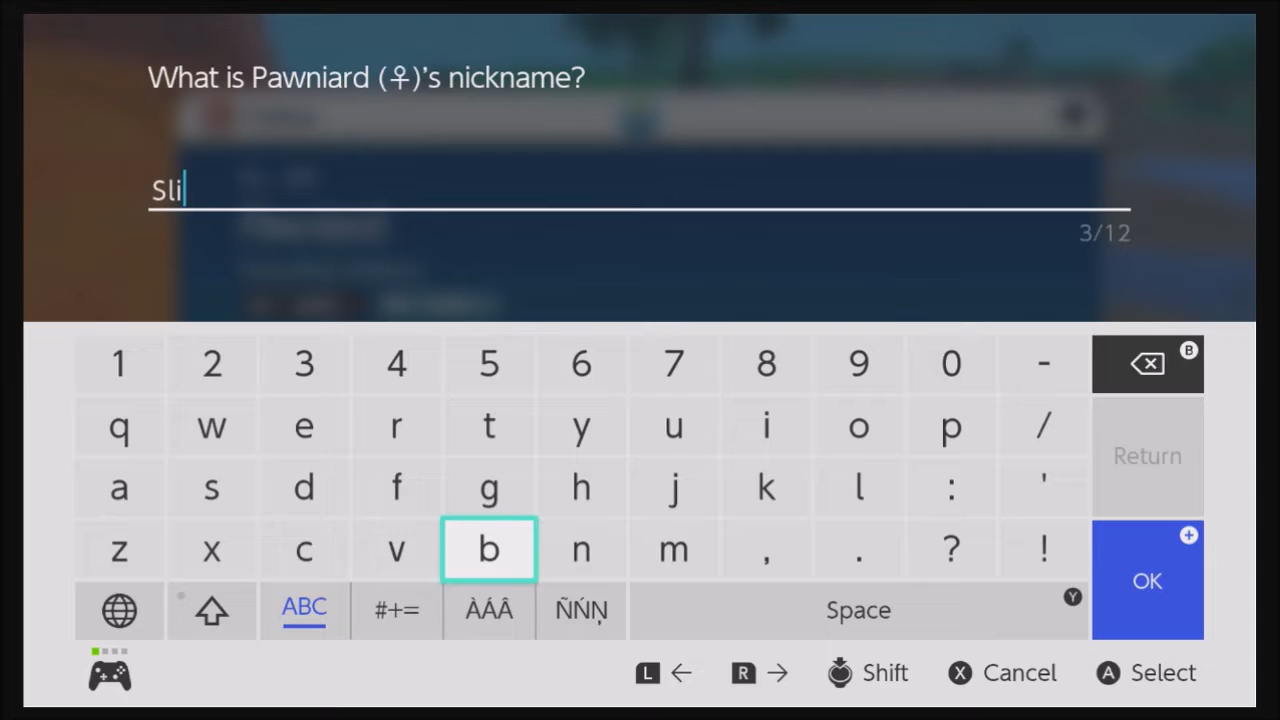 What is Pawniard (♀)'s nickname?
Sli
3/12
1 2 3 4 5 6 7 8 9 0 - B
q w e r t y u i o p / Return
a s d f g h j k l : '
z x c v b n m , . ? ! + OK
ABC #+= ÀÁÂ ÑŃŅ Space Y
L ← R → Shift X Cancel A Select